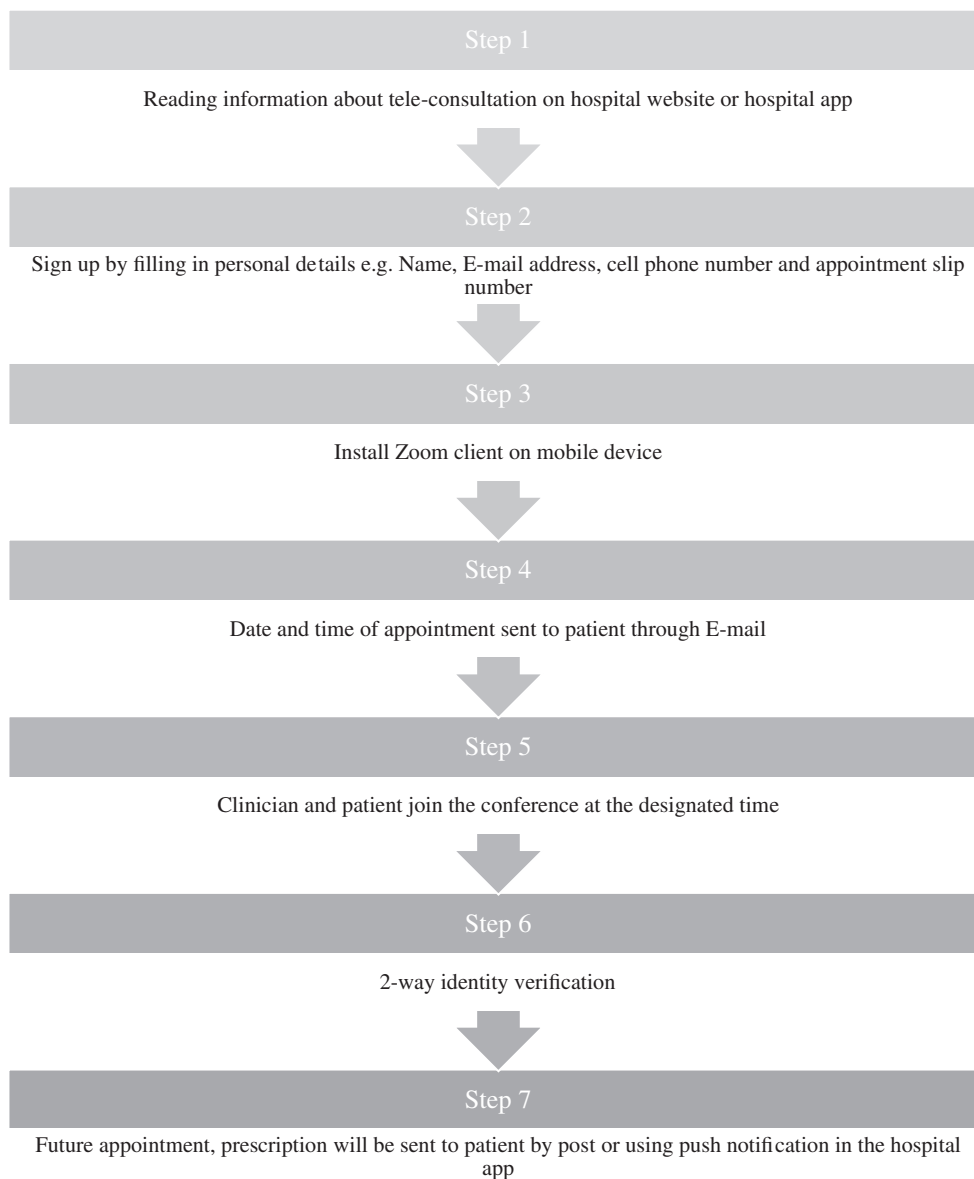 Step 1
Reading information about tele-consultation on hospital website or hospital app
Step 2
Sign up by filling in personal details e.g. Name, E-mail address, cell phone number and appointment slip
number
Step 3
Install Zoom client on mobile device
Step 4
Date and time of appointment sent to patient through E-mail
Step 5
Clinician and patient join the conference at the designated time
Step 6
2-way identity verification
Step 7
Future appointment, prescription will be sent to patient by post or using push notification in the hospital
app